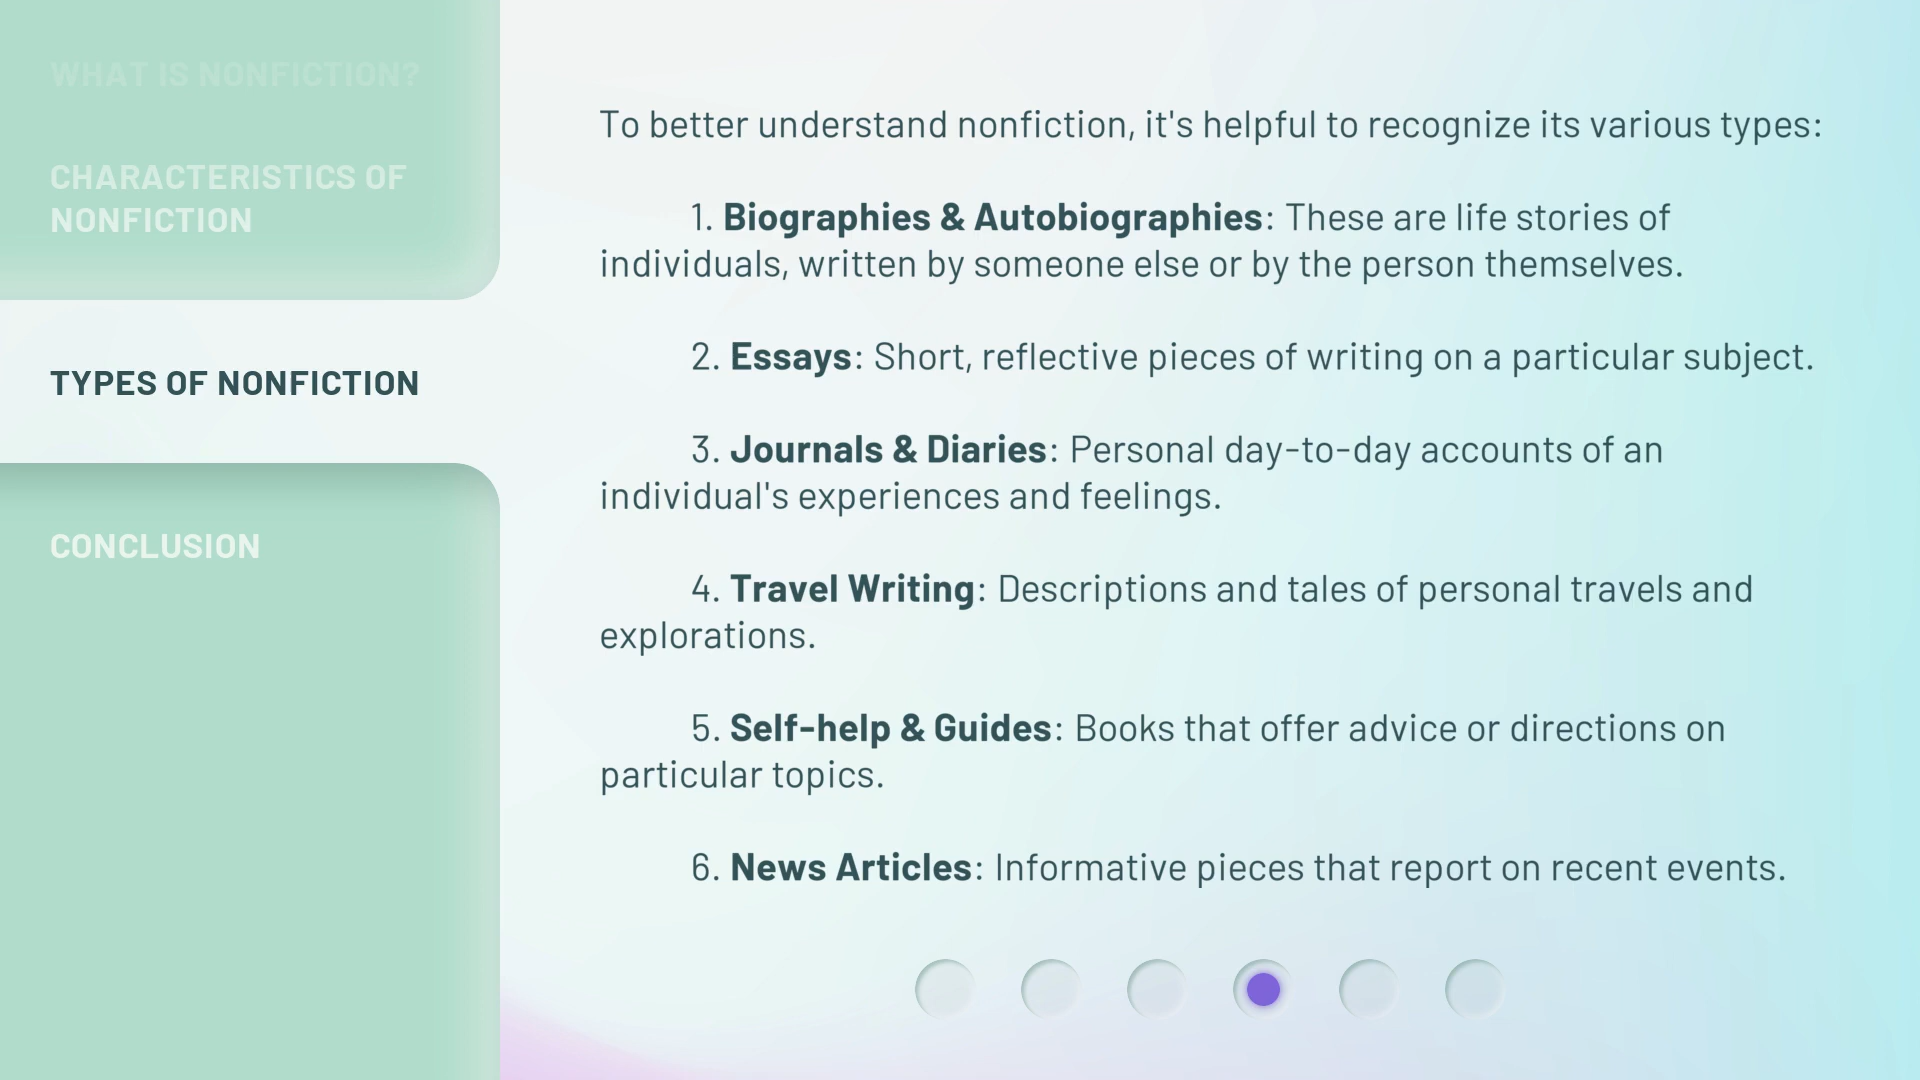 WHAT IS NONFICTION?
CHARACTERISTICS OF
NONFICTION
TYPES OF NONFICTION
CONCLUSION
To better understand nonfiction, it's helpful to recognize its various types:
1. Biographies & Autobiographies: These are life stories of
individuals, written by someone else or by the person themselves.
2. Essays: Short, reflective pieces of writing on a particular subject.
3. Journals & Diaries: Personal day-to-day accounts of an
individual's experiences and feelings.
4. Travel Writing: Descriptions and tales of personal travels and
explorations.
5. Self-help & Guides: Books that offer advice or directions on
particular topics.
6. News Articles: Informative pieces that report on recent events.